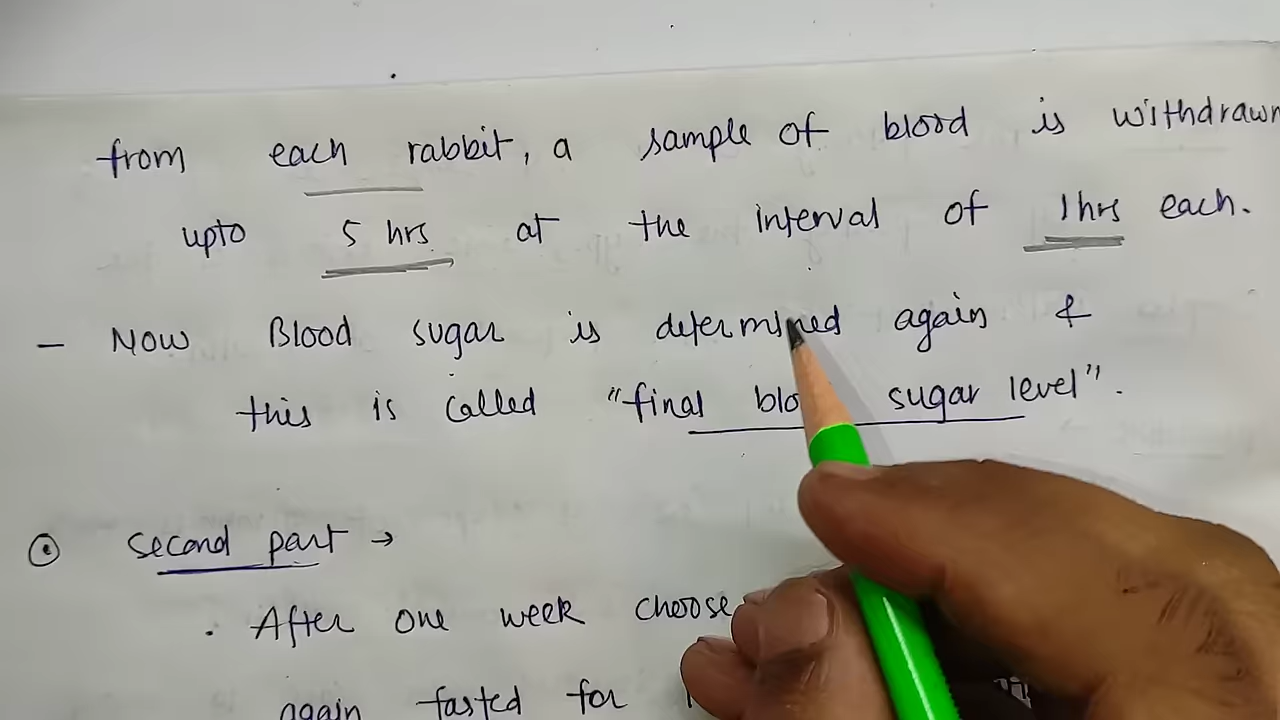 from each rabbit, a sample of blood is withdrawn
upto 5 hrs at the interval of 1hrs each.
- Now Blood sugar is determined again &
this is called "final blood sugar level".
⊙ Second part →
. After one week choose
again fasted for